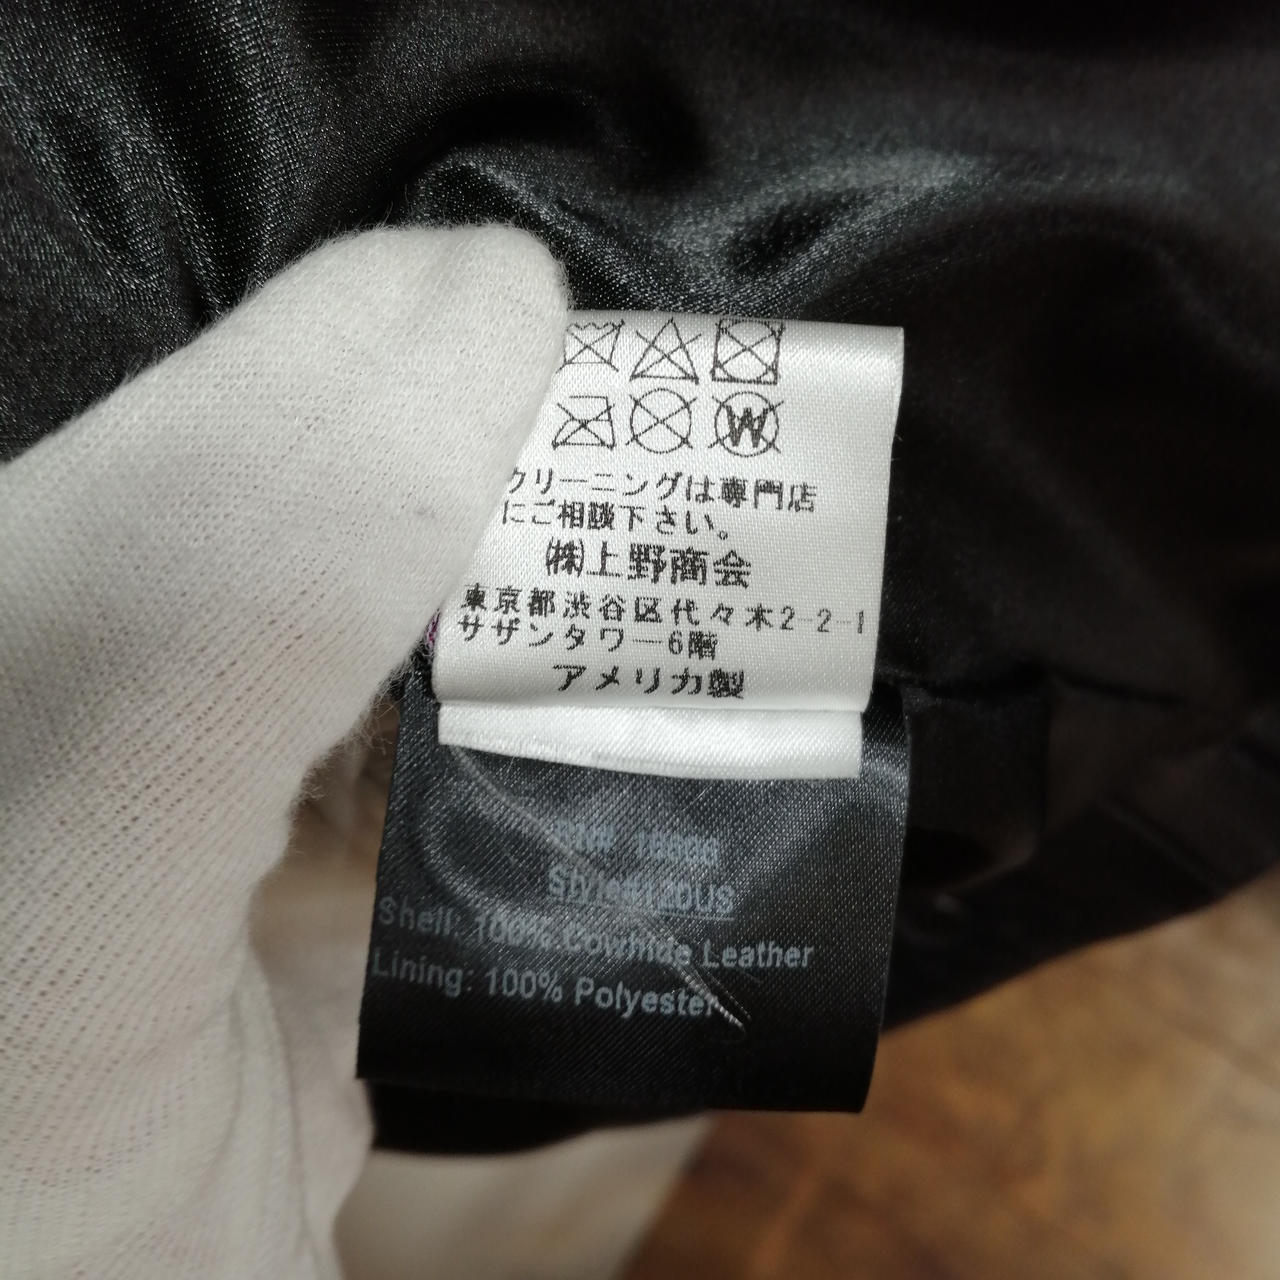 W
クリーニングは専門店
にご相談下さい。
㈱上野商会
東京都渋谷区代々木2-2-1
サザンタワー6階
アメリカ製
Style#120US
Shell: 100% Cowhide Leather
Lining: 100% Polyester